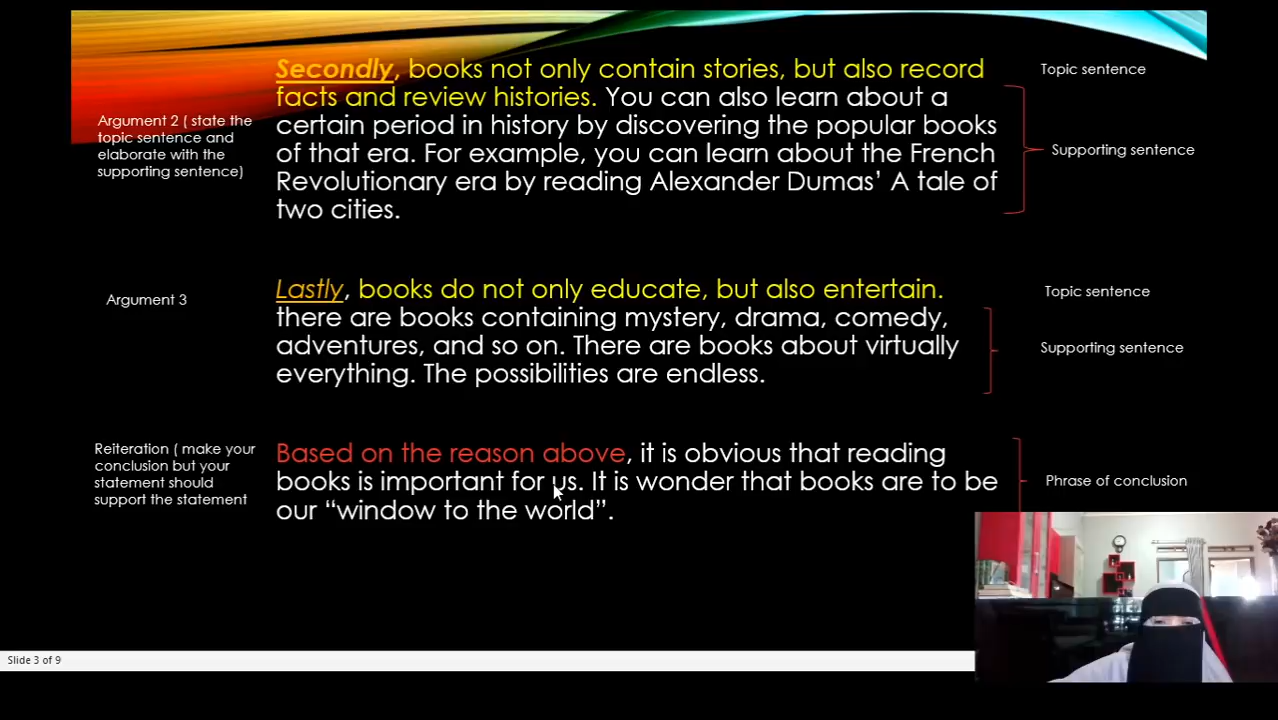 Secondly, books not only contain stories, but also record
facts and review histories. You can also learn about a
certain period in history by discovering the popular books
of that era. For example, you can learn about the French
Revolutionary era by reading Alexander Dumas’ A tale of
two cities.
Topic sentence
Argument 2 ( state the
topic sentence and
elaborate with the
supporting sentence)
Supporting sentence
Argument 3
Lastly, books do not only educate, but also entertain.
there are books containing mystery, drama, comedy,
adventures, and so on. There are books about virtually
everything. The possibilities are endless.
Topic sentence
Supporting sentence
Reiteration ( make your
conclusion but your
statement should
support the statement
Based on the reason above, it is obvious that reading
books is important for us. It is wonder that books are to be
our “window to the world”.
Phrase of conclusion
Slide 3 of 9